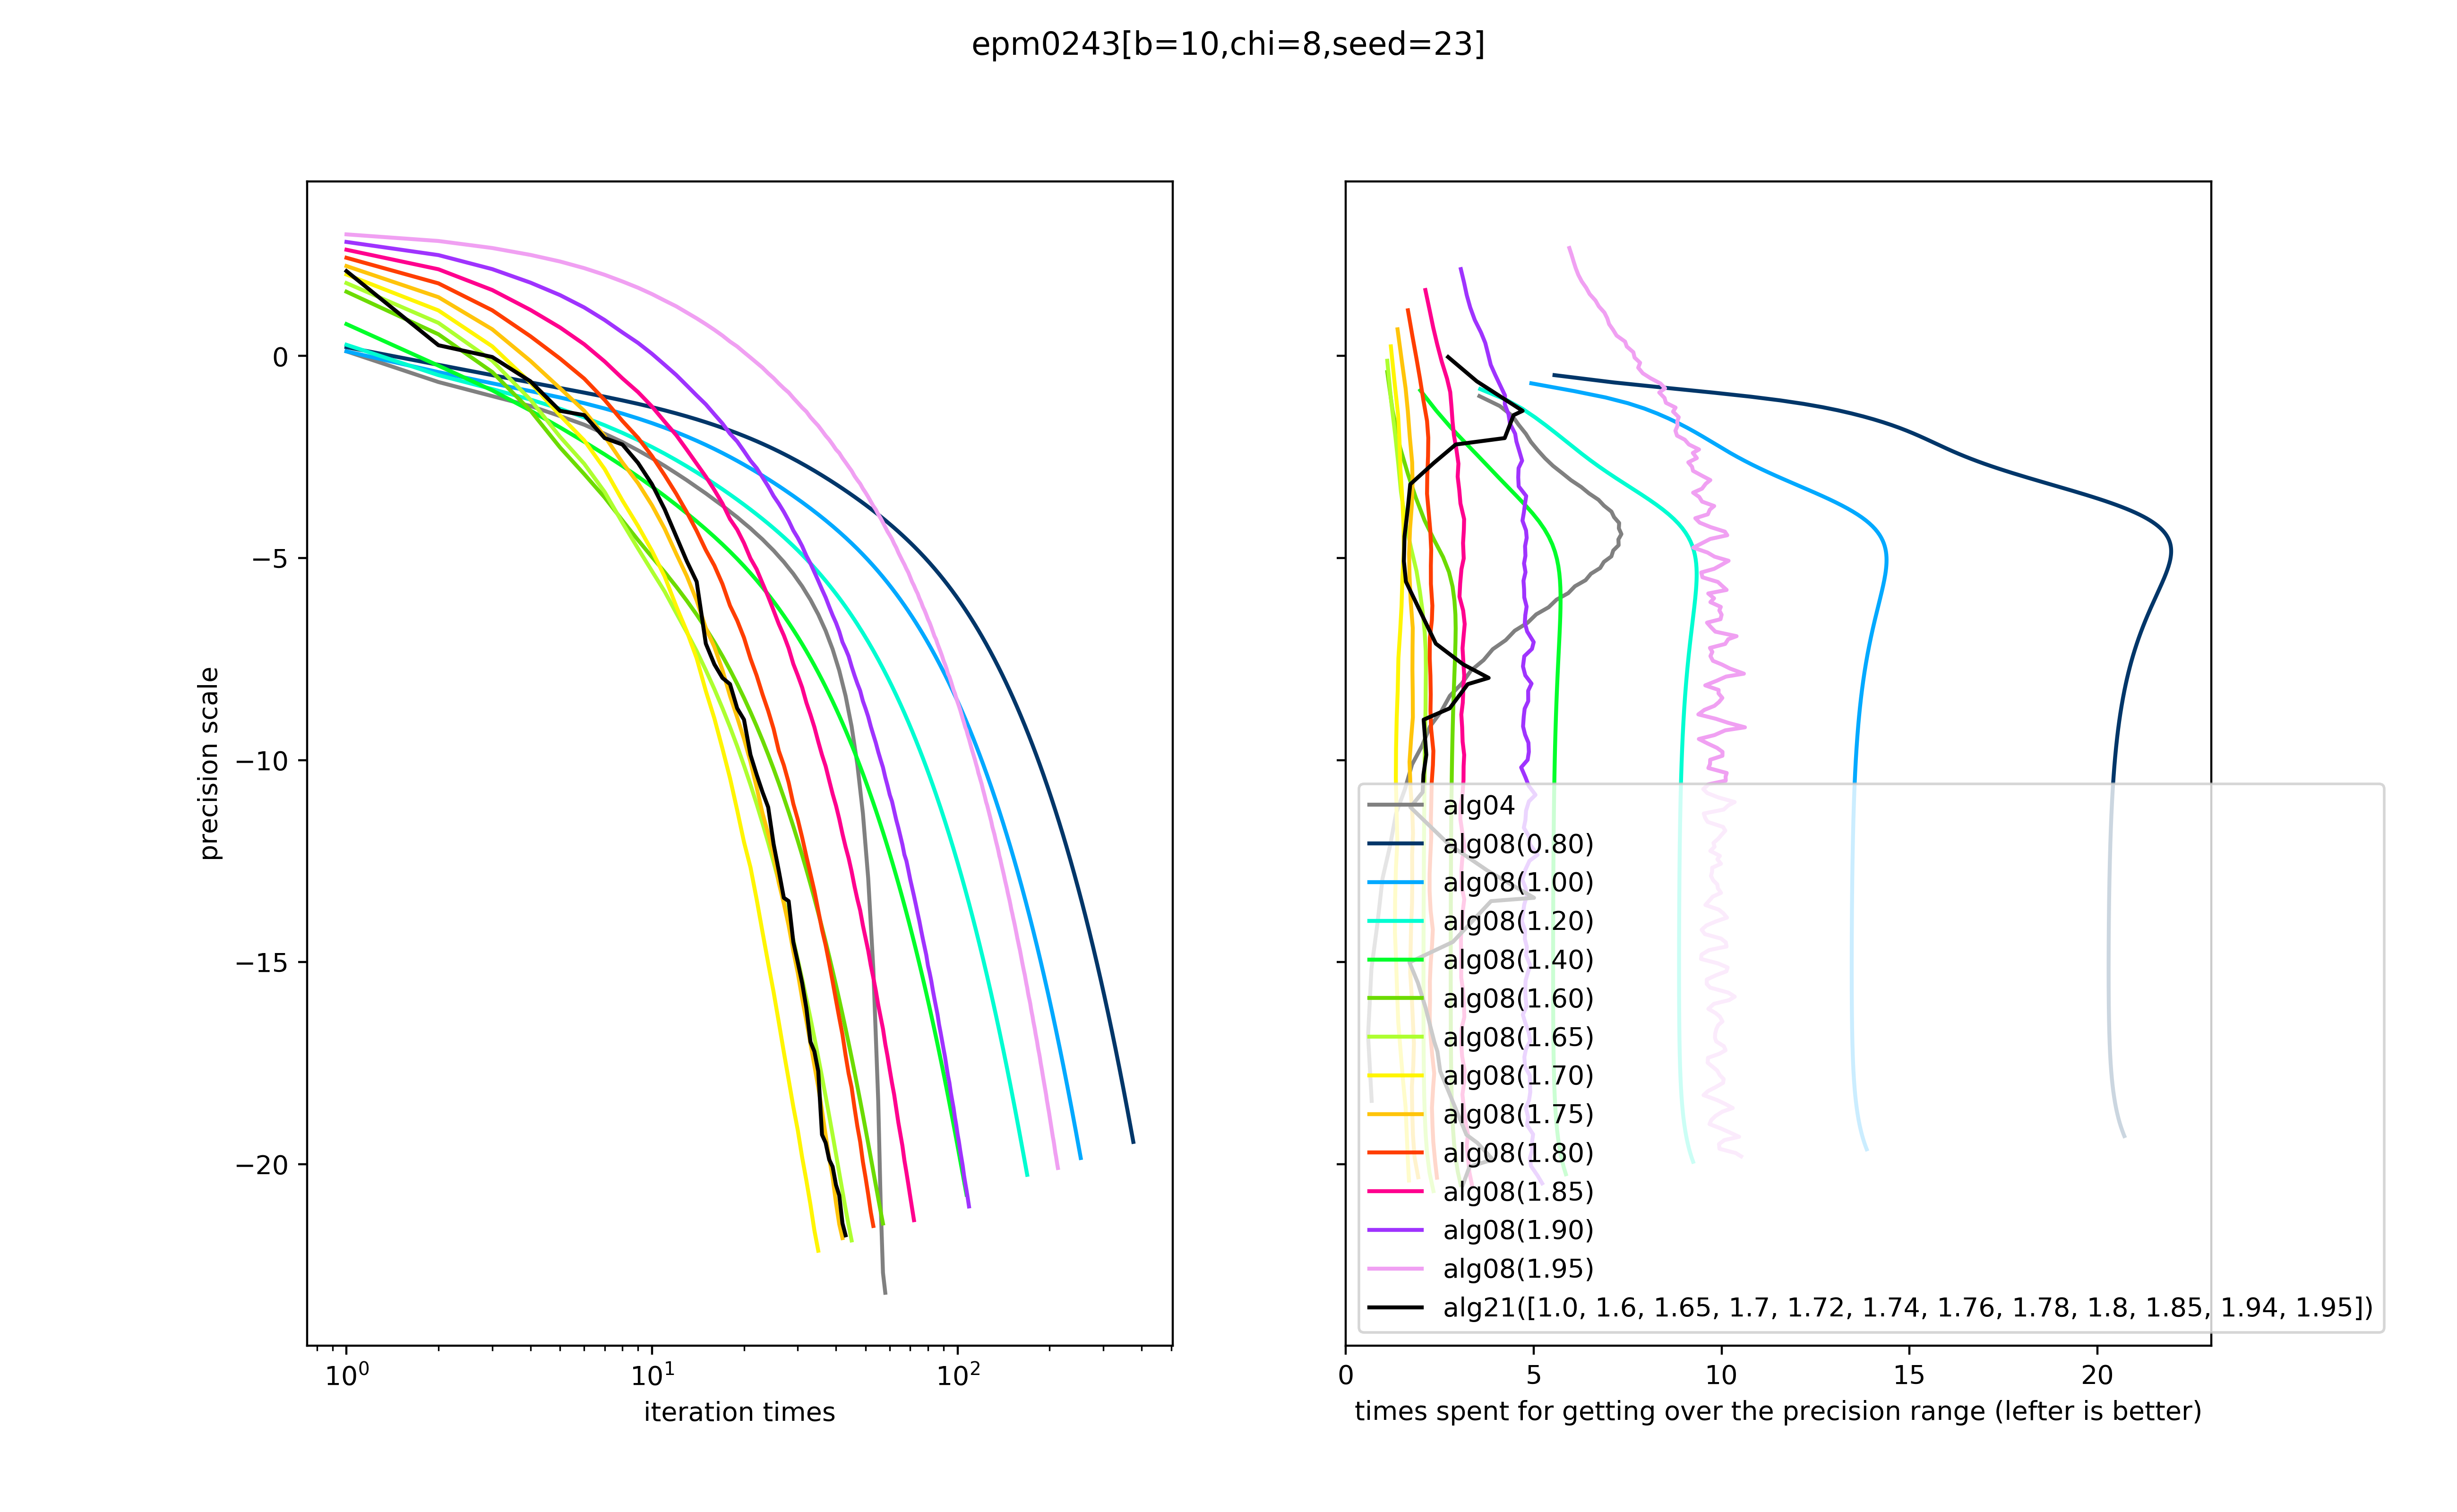 epm0243[b=10,chi=8,seed=23]
precision scale
0
−5
−10
−15
−20
10⁰ 10¹ 10²
iteration times
alg04
alg08(0.80)
alg08(1.00)
alg08(1.20)
alg08(1.40)
alg08(1.60)
alg08(1.65)
alg08(1.70)
alg08(1.75)
alg08(1.80)
alg08(1.85)
alg08(1.90)
alg08(1.95)
alg21([1.0, 1.6, 1.65, 1.7, 1.72, 1.74, 1.76, 1.78, 1.8, 1.85, 1.94, 1.95])
0 5 10 15 20
times spent for getting over the precision range (lefter is better)